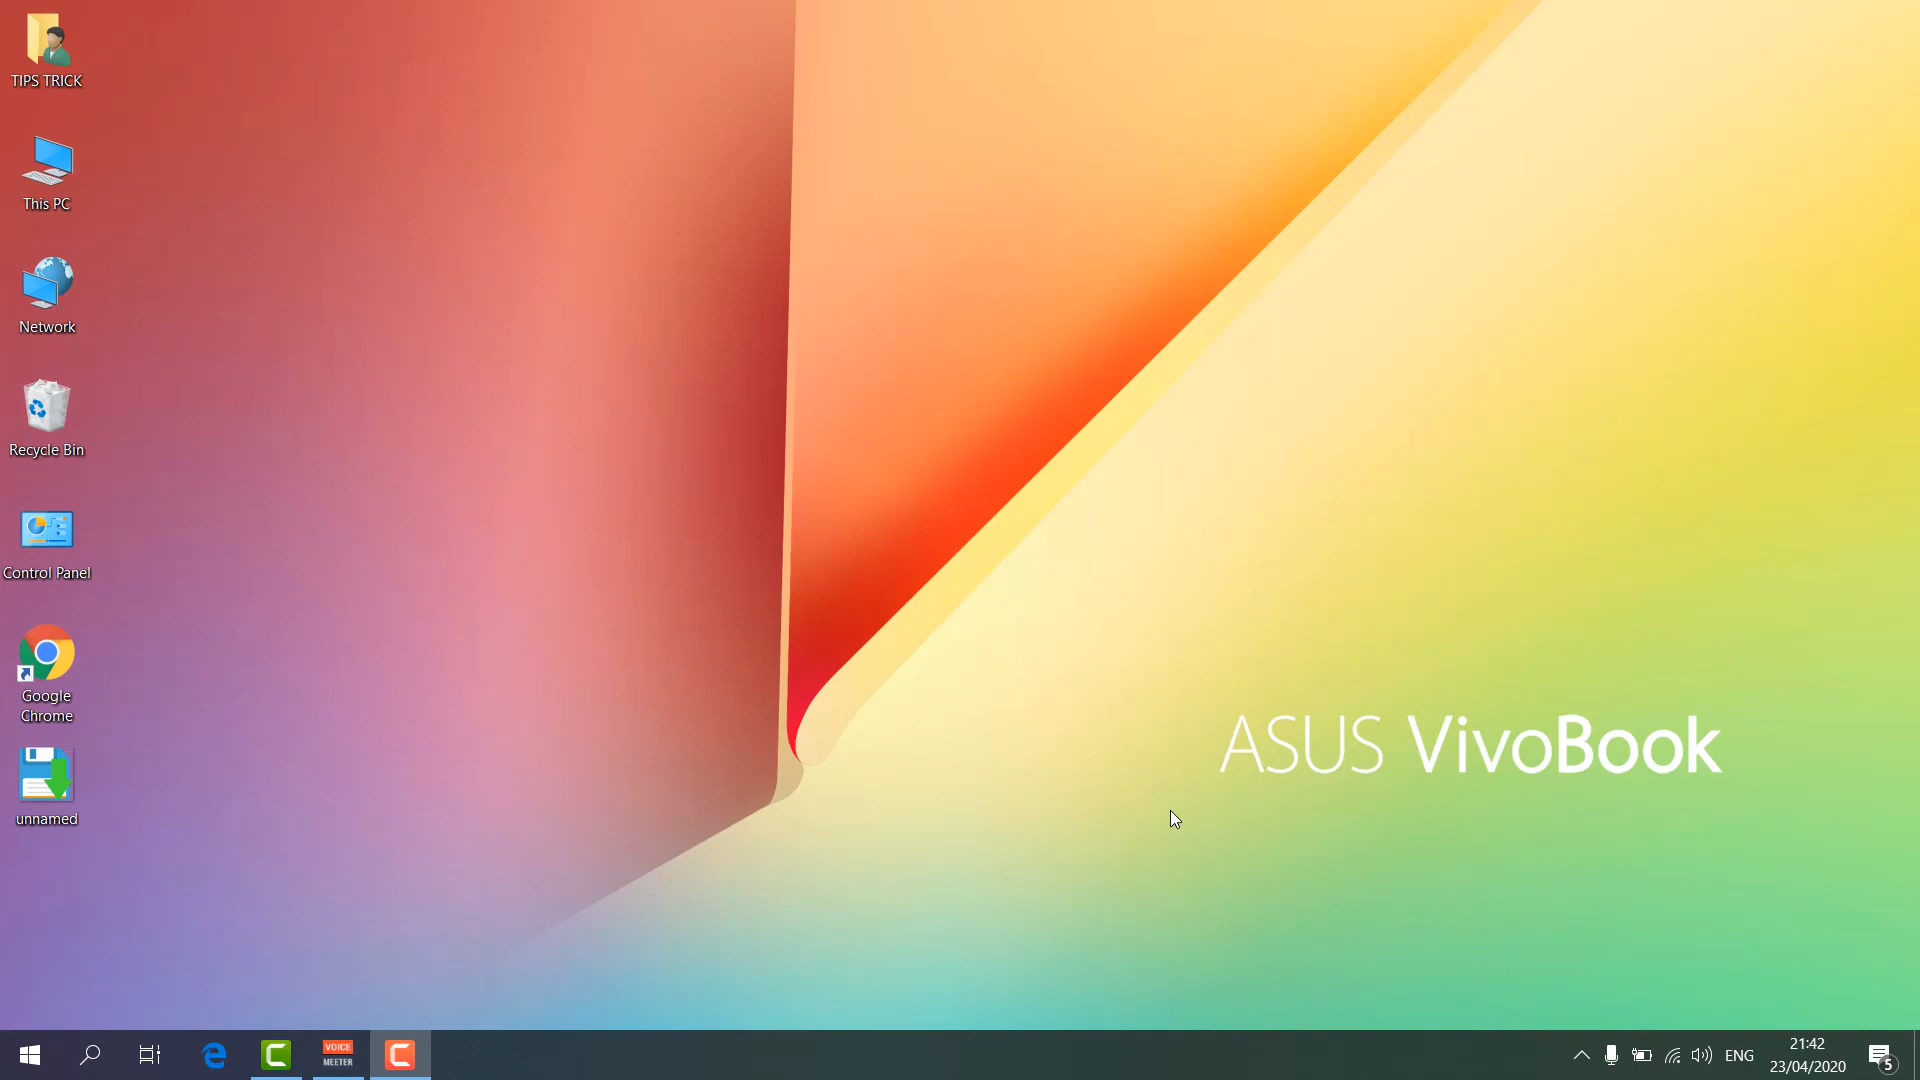 TIPS TRICK
This PC
Network
Recycle Bin
Control Panel
Google
Chrome
unnamed
ASUS VivoBook
VOICE
MEETER
ENG
21:42
23/04/2020
5